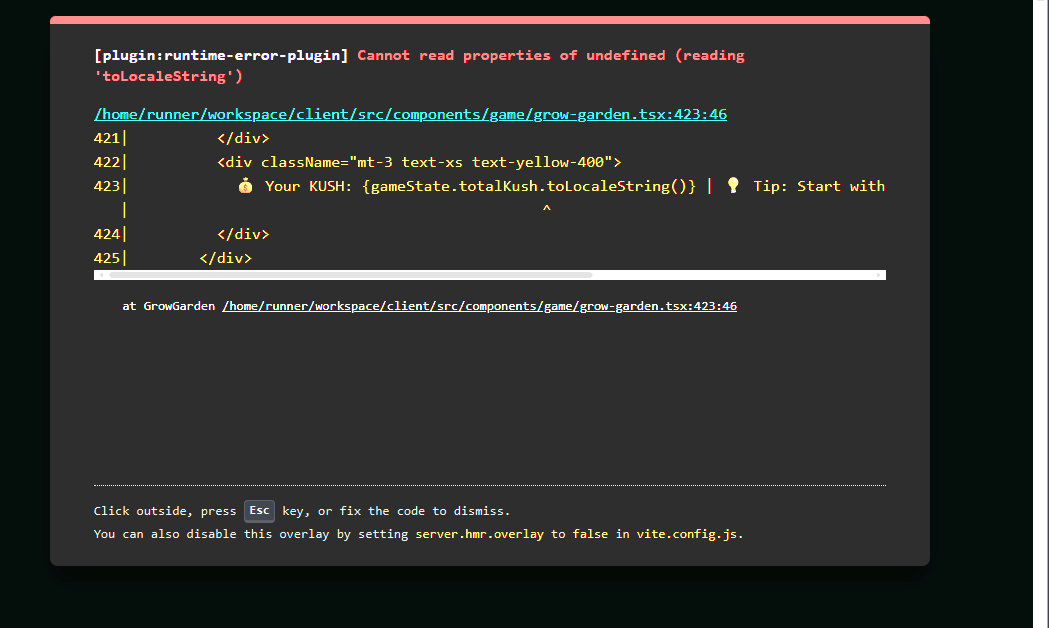 [plugin:runtime-error-plugin] Cannot read properties of undefined (reading
'toLocaleString')
/home/runner/workspace/client/src/components/game/grow-garden.tsx:423:46
421|          </div>
422|          <div className="mt-3 text-xs text-yellow-400">
423|            💰 Your KUSH: {gameState.totalKush.toLocaleString()} | 💡 Tip: Start with
   |                                              ^
424|          </div>
425|        </div>
at GrowGarden /home/runner/workspace/client/src/components/game/grow-garden.tsx:423:46
Click outside, press Esc key, or fix the code to dismiss.
You can also disable this overlay by setting server.hmr.overlay to false in vite.config.js.